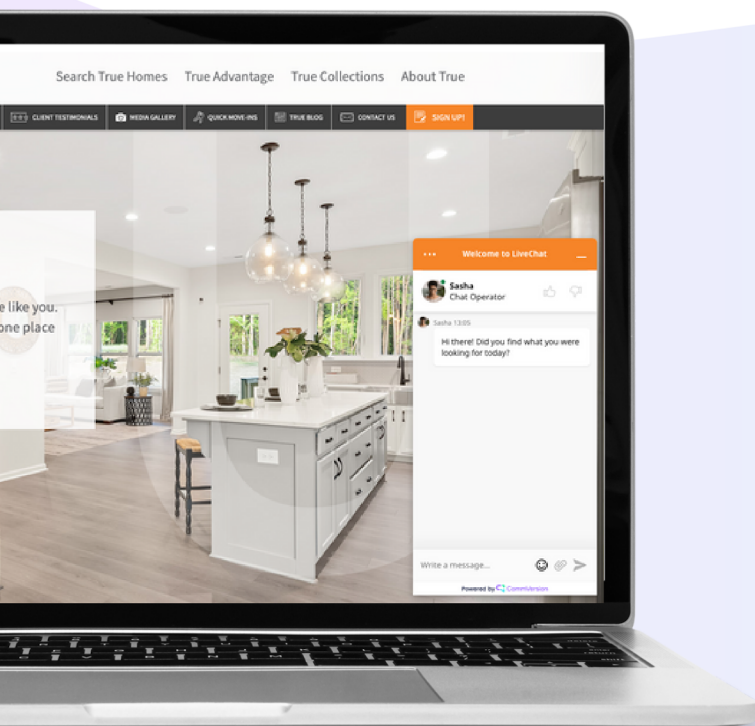 Search True Homes True Advantage True Collections About True
CLIENT TESTIMONIALS MEDIA GALLERY QUICK MOVE-INS TRUE BLOG CONTACT US SIGN UP!
e like you.
one place
Welcome to LiveChat
Sasha
Chat Operator
Sasha 13:05
Hi there! Did you find what you were
looking for today?
Write a message...
Powered by CommVersion